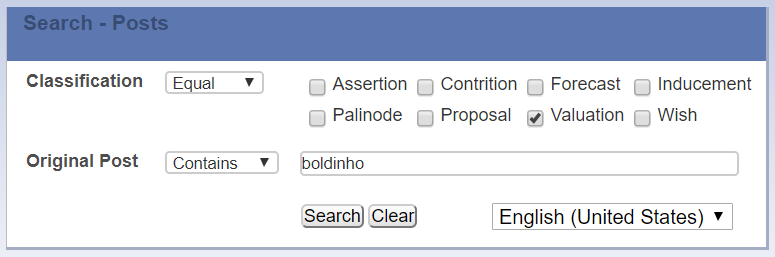 Search - Posts
Classification Equal Assertion Contrition Forecast Inducement
Palinode Proposal Valuation Wish
Original Post Contains boldinho
Search Clear English (United States)